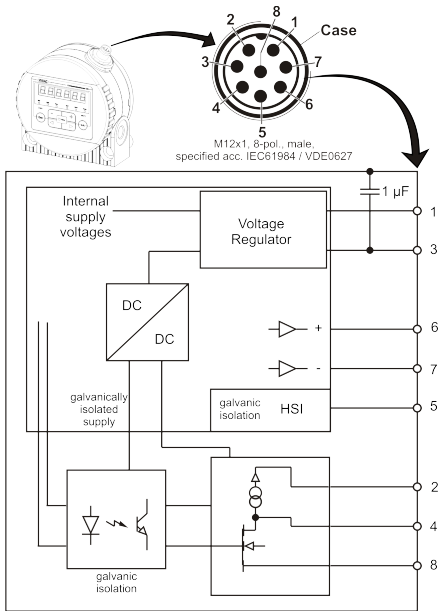 8
2
1
Case
3
7
4
6
5
M12x1, 8-pol., male,
specified acc. IEC61984 / VDE0627
1 µF
Internal
supply
voltages
Voltage
Regulator
1
3
DC
DC
+
6
-
7
galvanically
isolated
supply
galvanic
isolation
HSI
5
2
4
8
galvanic
isolation